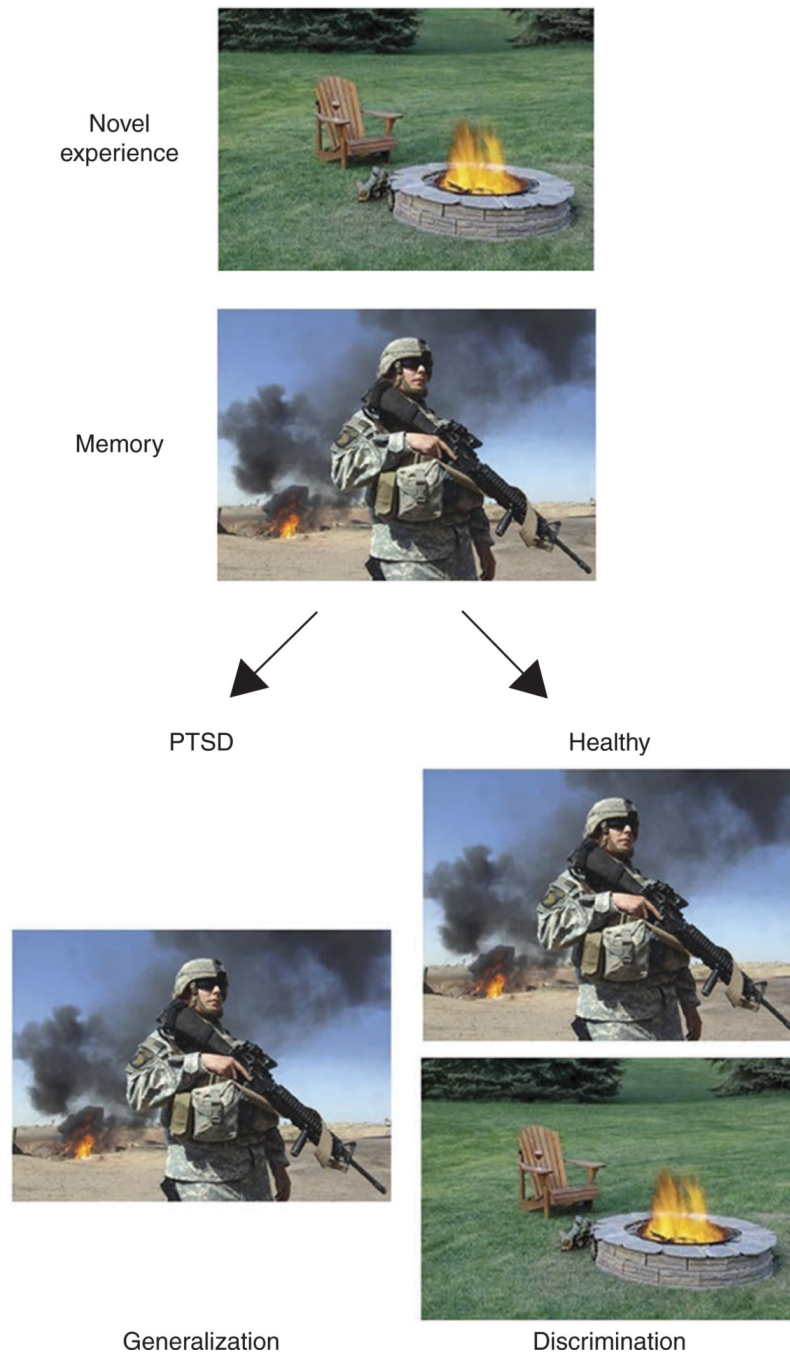 Novel
experience
Memory
PTSD
Healthy
Generalization
Discrimination